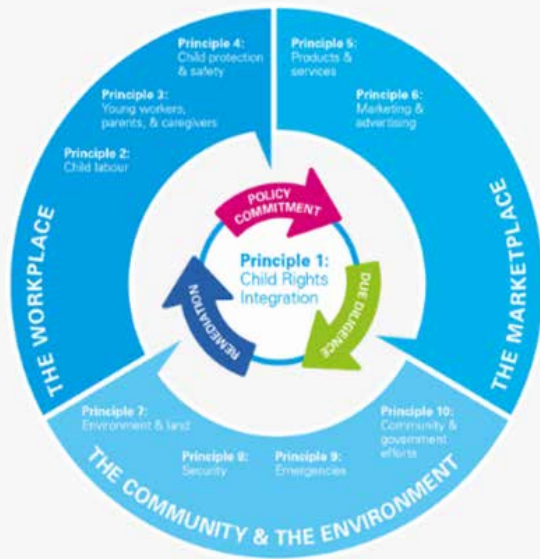 Principle 4:
Child protection
& safety
Principle 3:
Young workers,
parents, & caregivers
Principle 2:
Child labour
THE WORKPLACE
Principle 5:
Products &
services
Principle 6:
Marketing &
advertising
THE MARKETPLACE
POLICY
COMMITMENT
DUE DILIGENCE
REMEDIATION
Principle 1:
Child Rights
Integration
Principle 7:
Environment & land
Principle 8:
Security
Principle 9:
Emergencies
Principle 10:
Community &
government
efforts
THE COMMUNITY & THE ENVIRONMENT